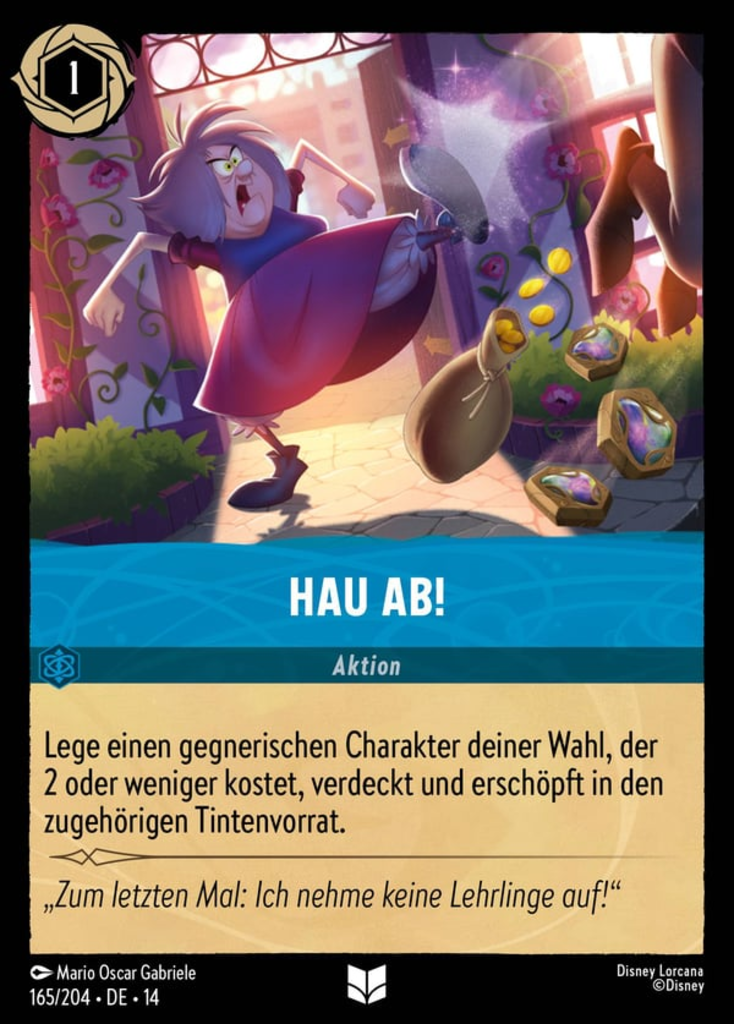 1
HAU AB!
Aktion
Lege einen gegnerischen Charakter deiner Wahl, der
2 oder weniger kostet, verdeckt und erschöpft in den
zugehörigen Tintenvorrat.
„Zum letzten Mal: Ich nehme keine Lehrlinge auf!“
Mario Oscar Gabriele
165/204 • DE • 14
Disney Lorcana
©Disney